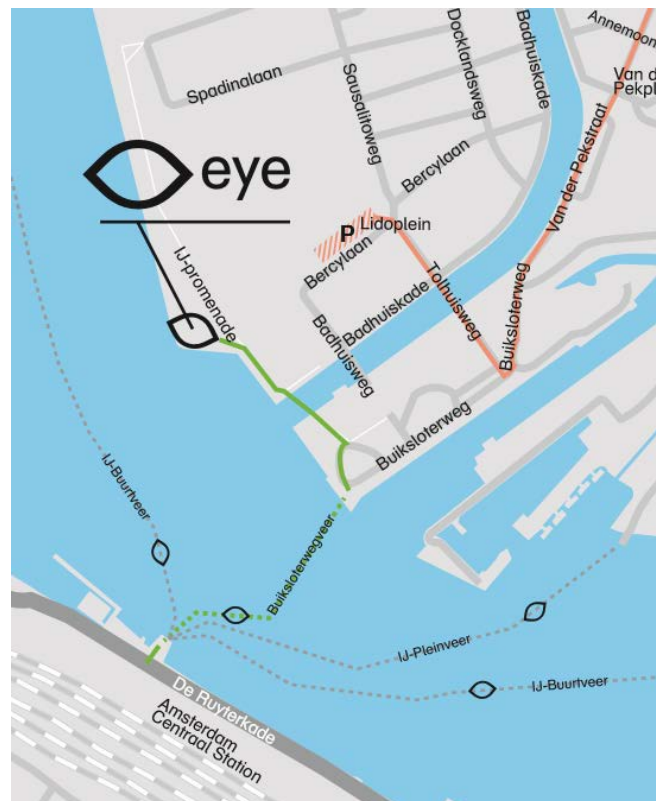 Spadinalaan
Sausalitoweg
Docklandsweg
Badhuiskade
Annemoon
Van d
Pekpl
eye
Bercylaan
Van der Pekstraat
P
Lidoplein
Bercylaan
IJ-promenade
Tolhuisweg
Badhuiskade
Badhuisweg
Buiksloterweg
Buiksloterweg
IJ-Buurtveer
Buiksloterwegveer
IJ-Pleinveer
IJ-Buurtveer
De Ruyterkade
Amsterdam
Centraal Station